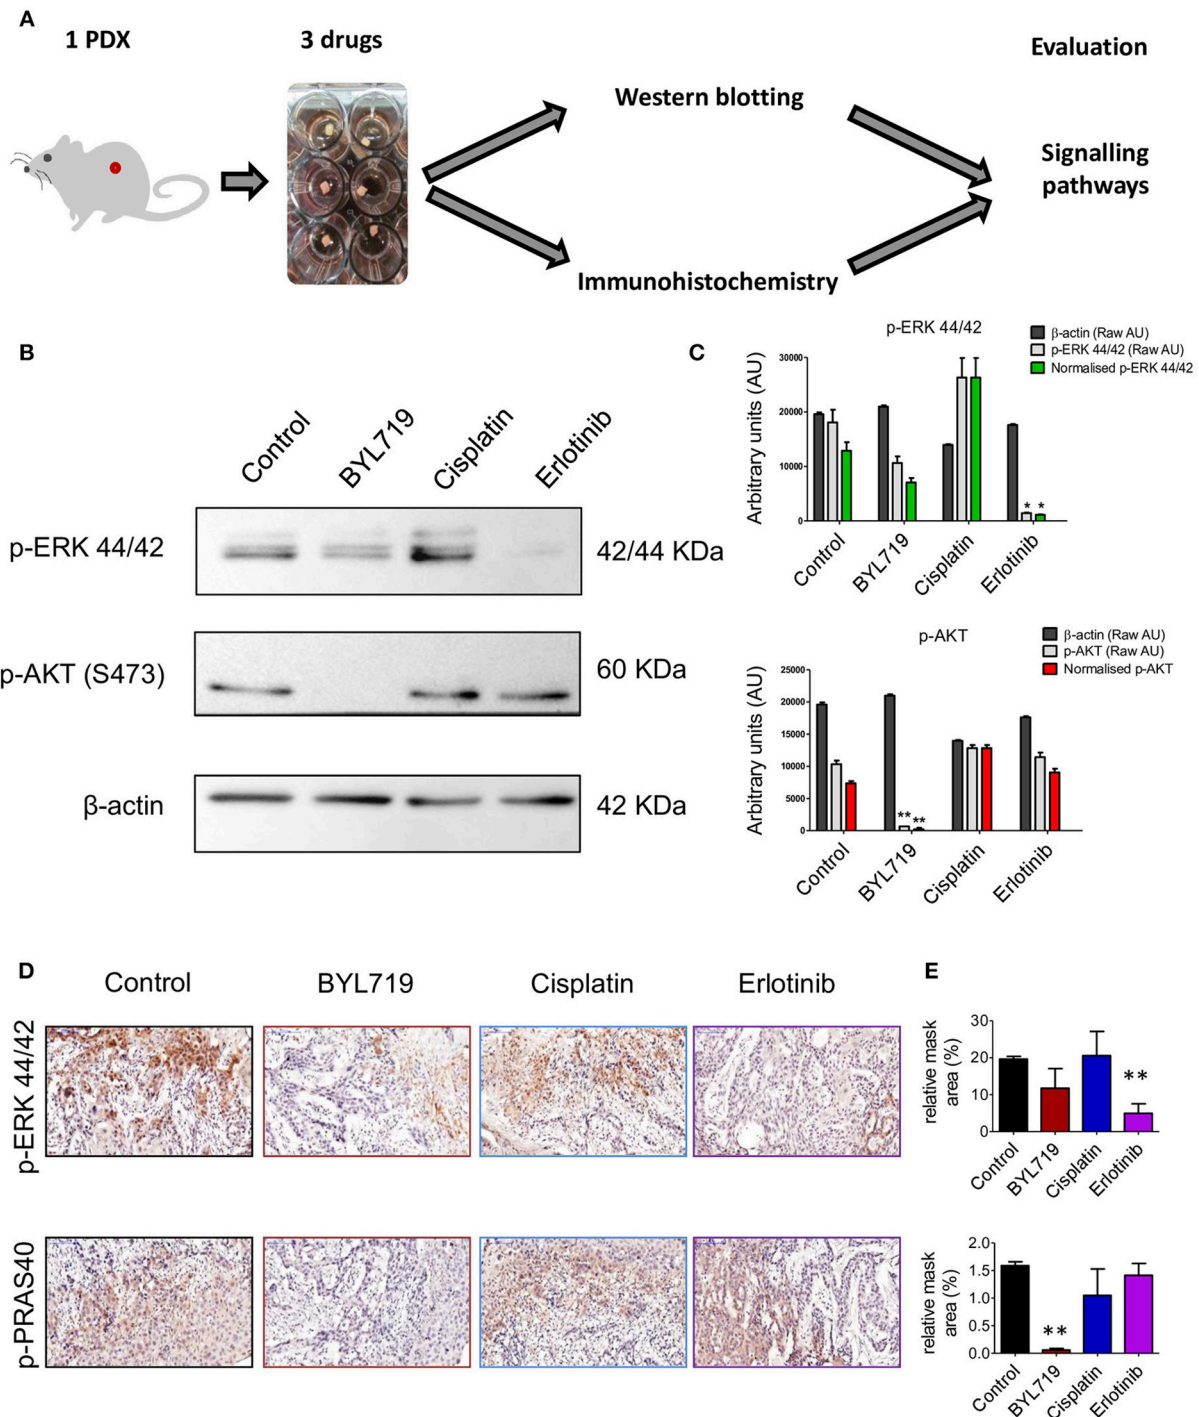 A
1 PDX
3 drugs
Evaluation
Western blotting
Signalling
pathways
Immunohistochemistry
B
Control
BYL719
Cisplatin
Erlotinib
p-ERK 44/42
42/44 KDa
p-AKT (S473)
60 KDa
β-actin
42 KDa
C
p-ERK 44/42
β-actin (Raw AU)
p-ERK 44/42 (Raw AU)
Normalised p-ERK 44/42
Arbitrary units (AU)
30000
20000
10000
0
* *
Control
BYL719
Cisplatin
Erlotinib
p-AKT
β-actin (Raw AU)
p-AKT (Raw AU)
Normalised p-AKT
Arbitrary units (AU)
25000
20000
15000
10000
5000
0
** **
Control
BYL719
Cisplatin
Erlotinib
D
Control
BYL719
Cisplatin
Erlotinib
p-ERK 44/42
p-PRAS40
E
relative mask
area (%)
30
20
10
0
**
Control
BYL719
Cisplatin
Erlotinib
relative mask
area (%)
2.0
1.5
1.0
0.5
0.0
**
Control
BYL719
Cisplatin
Erlotinib